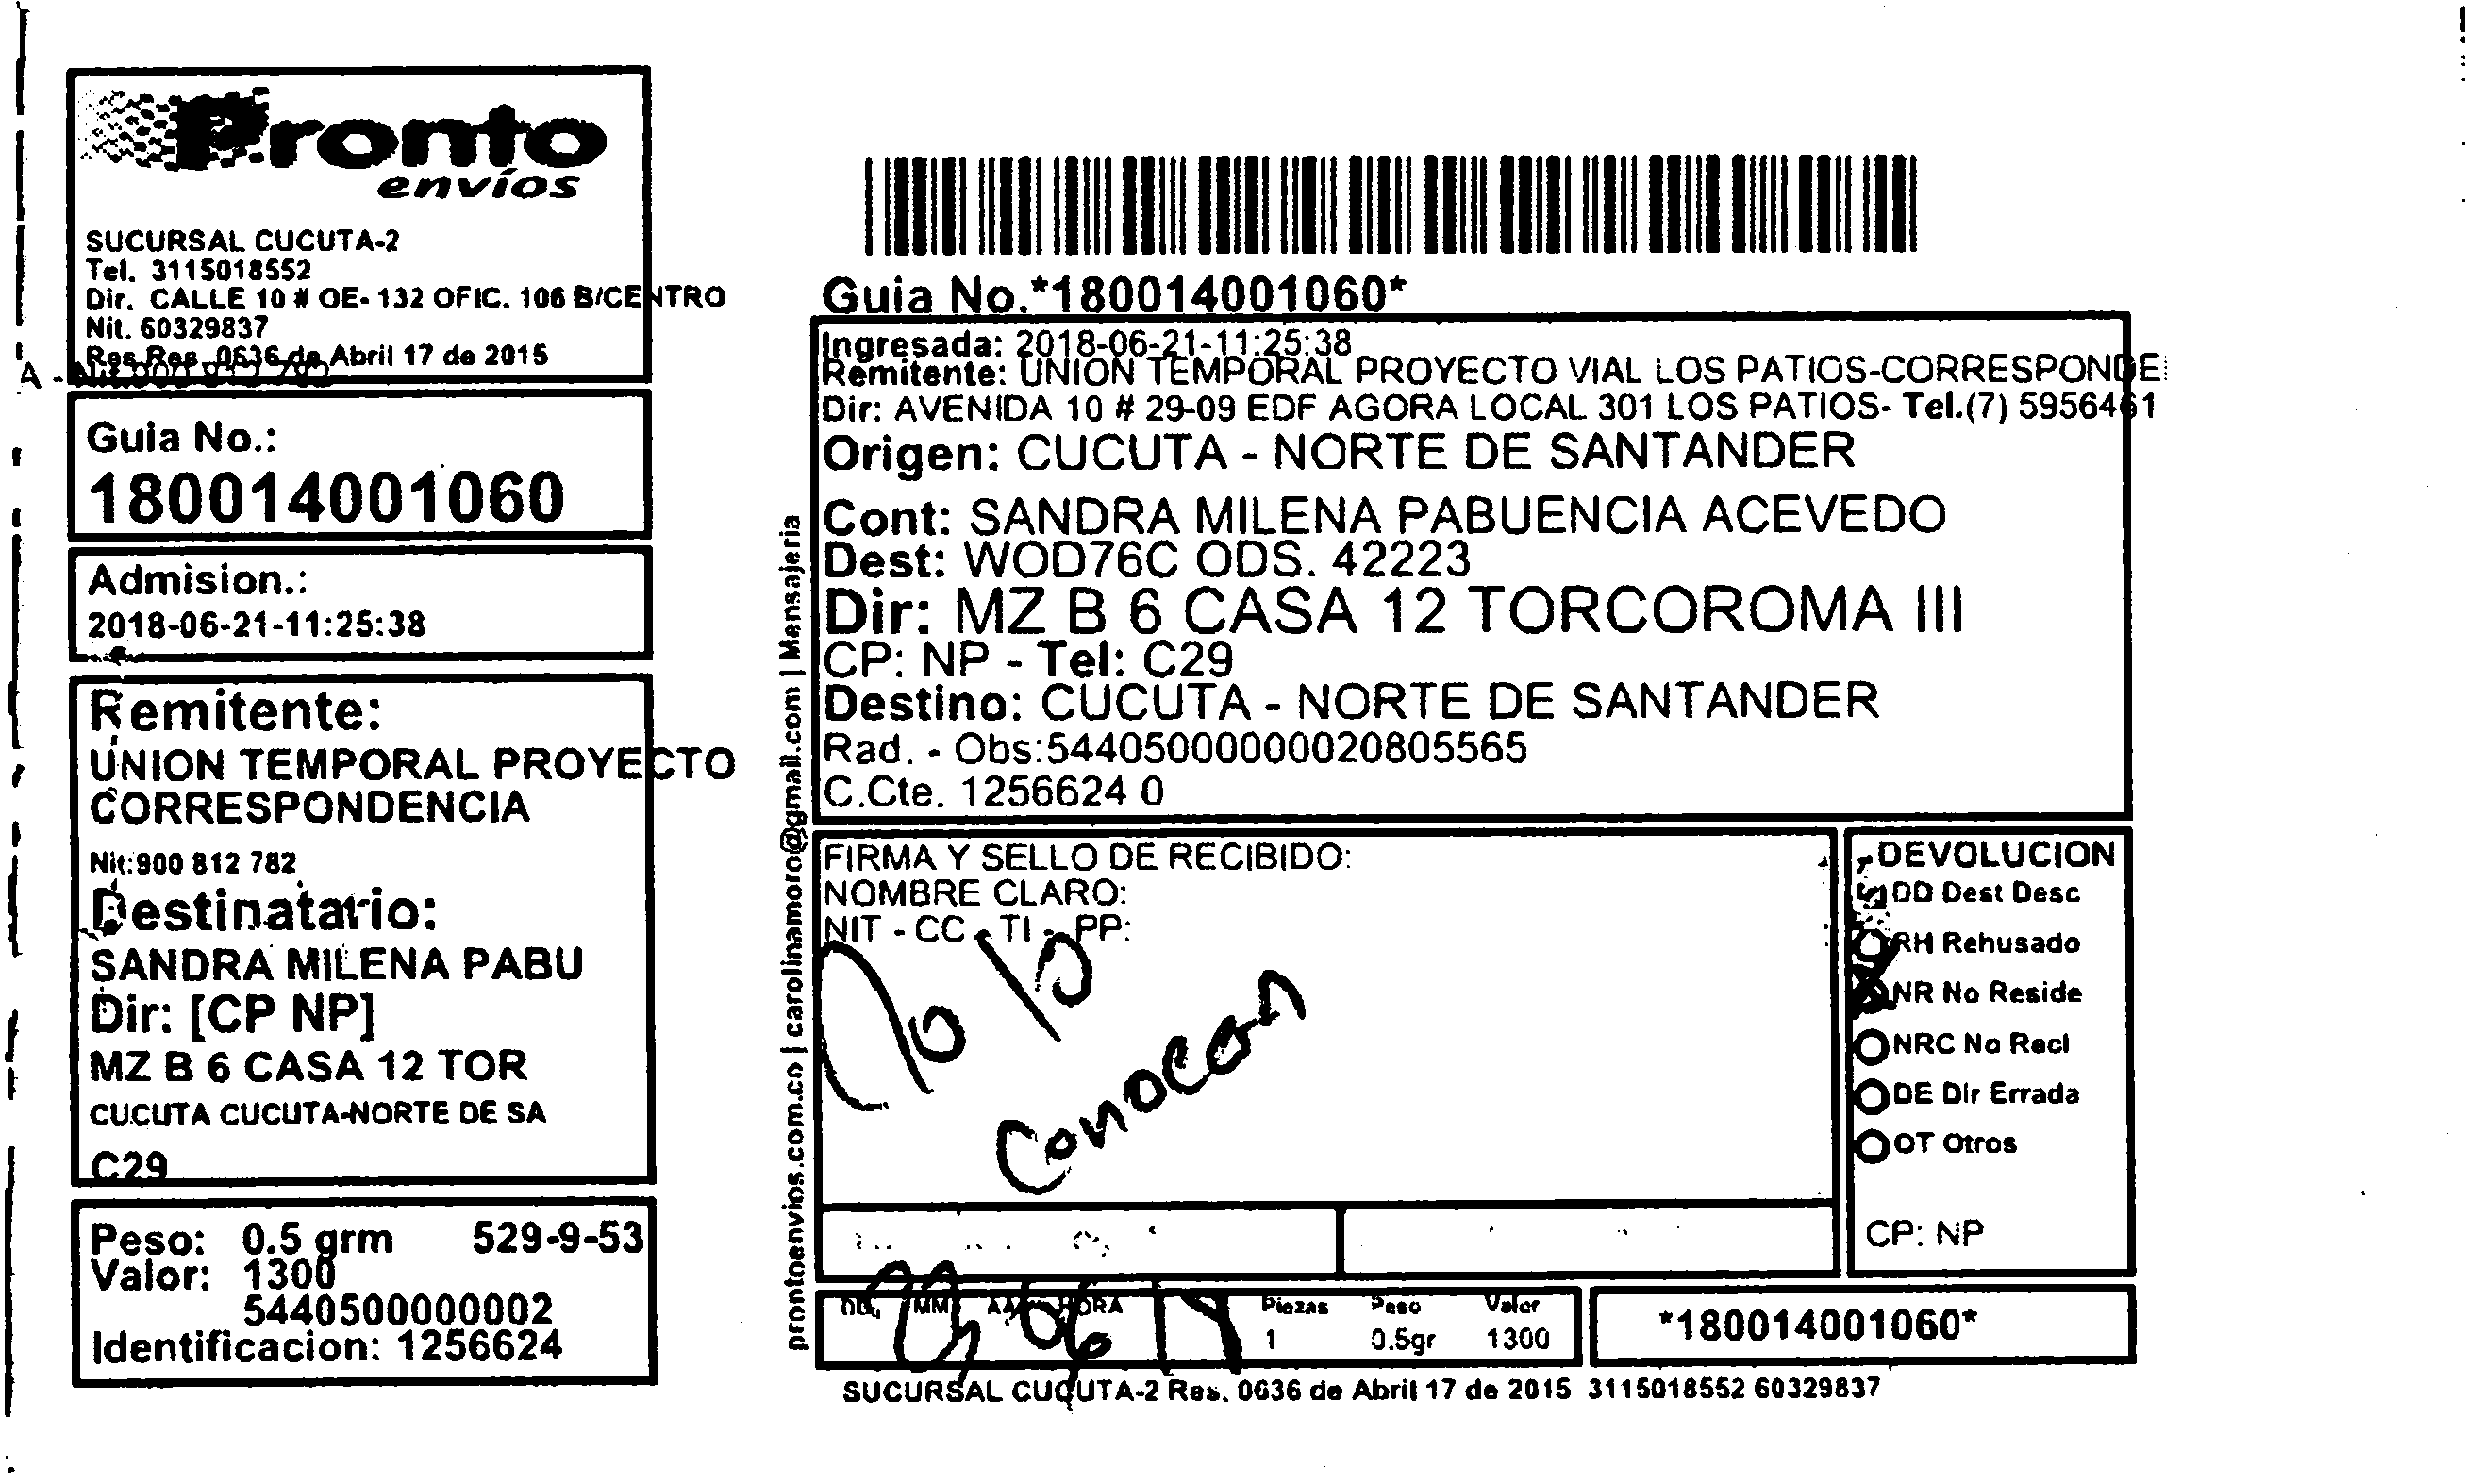 Pronto
envíos
SUCURSAL CUCUTA-2
Tel. 3115018552
Dir. CALLE 10 # OE- 132 OFIC. 106 B/CENTRO
Nit. 60329837
Res Res 0636 de Abril 17 de 2015
Guia No.:
180014001060
Admision.:
2018-06-21-11:25:38
Remitente:
UNION TEMPORAL PROYECTO
CORRESPONDENCIA
Nit:900 812 782
Destinatario:
SANDRA MILENA PABU
Dir: [CP NP]
MZ B 6 CASA 12 TOR
CUCUTA CUCUTA-NORTE DE SA
C29
Peso: 0.5 grm 529-9-53
Valor: 1300
5440500000002
Identificacion: 1256624
prontoenvios.com.co | carolinamoro@gmail.com | Mensajeria
Guia No.*180014001060*
Ingresada: 2018-06-21-11:25:38
Remitente: UNION TEMPORAL PROYECTO VIAL LOS PATIOS-CORRESPONDE
Dir: AVENIDA 10 # 29-09 EDF AGORA LOCAL 301 LOS PATIOS- Tel.(7) 5956461
Origen: CUCUTA - NORTE DE SANTANDER
Cont: SANDRA MILENA PABUENCIA ACEVEDO
Dest: WOD76C ODS. 42223
Dir: MZ B 6 CASA 12 TORCOROMA III
CP: NP - Tel: C29
Destino: CUCUTA - NORTE DE SANTANDER
Rad. - Obs:544050000000020805565
C.Cte. 1256624 0
FIRMA Y SELLO DE RECIBIDO:
NOMBRE CLARO:
NIT - CC - TI - PP:
No lo
Conocen
DEVOLUCION
DD Dest Desc
RH Rehusado
NR No Reside
NRC No Recl
DE Dir Errada
OT Otros
CP: NP
DD MM AA HORA Piezas Peso Valor
1 0.5gr 1300
*180014001060*
SUCURSAL CUCUTA-2 Res. 0636 de Abril 17 de 2015 3115018552 60329837